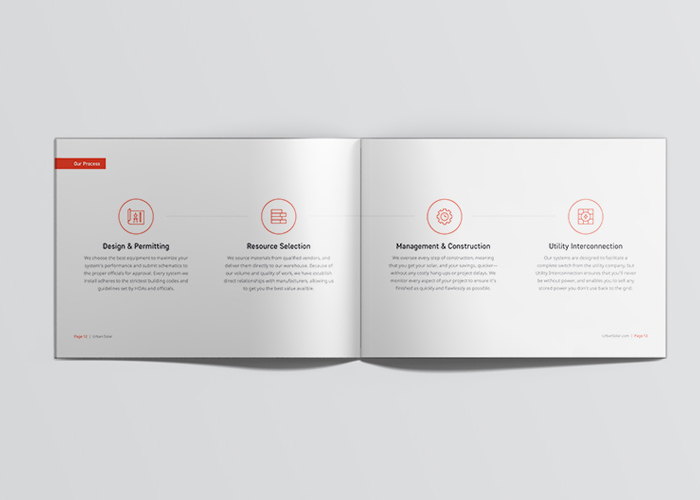 Our Process
Design & Permitting
We choose the best equipment to maximize your
system's performance and submit schematics to
the proper officials for approval. Every system we
install adheres to the strictest building codes and
guidelines set by HOAs and officials.
Resource Selection
We source materials from qualified vendors, and
deliver them directly to our warehouse. Because of
our volume and quality of work, we have establish
direct relationships with manufacturers, allowing us
to get you the best value availble.
Management & Construction
We oversee every step of construction, meaning
that you get your solar, and your savings, quicker—
without any costly hang-ups or project delays. We
monitor every aspect of your project to ensure it's
finished as quickly and flawlessly as possible.
Utility Interconnection
Our systems are designed to facilitate a
complete switch from the utility company, but
Utility Interconnection ensures that you'll never
be without power, and enables you to sell any
stored power you don't use back to the grid.
Page 12 | Urban Solar
UrbanSolar.com | Page 13